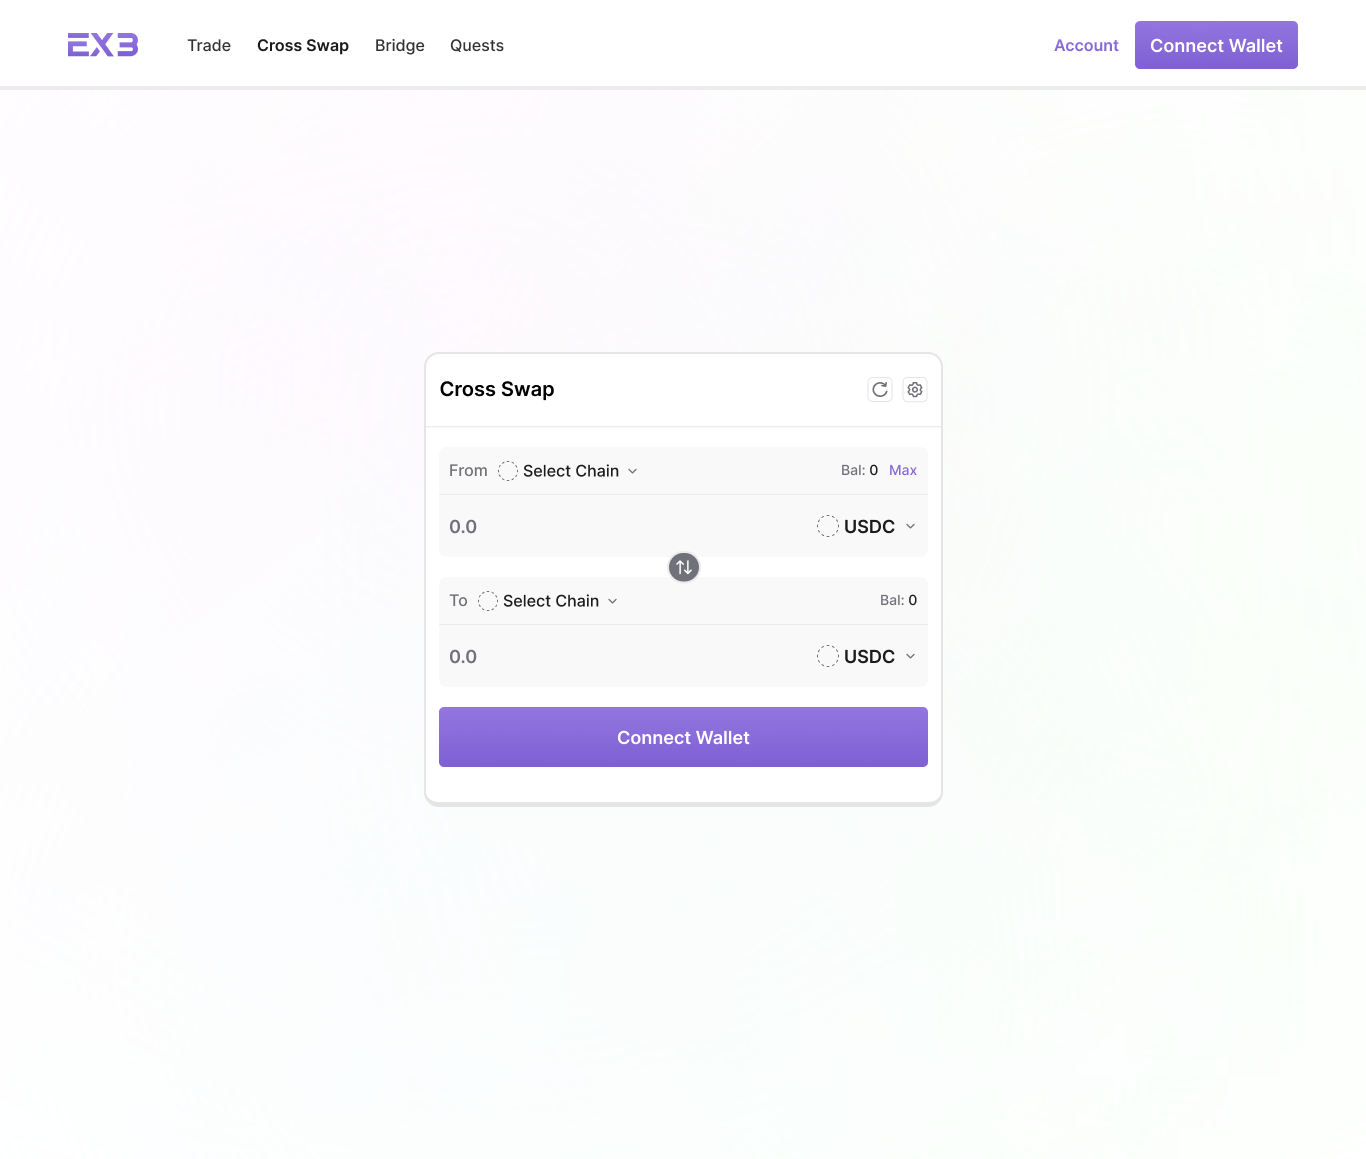 EX3 Trade Cross Swap Bridge Quests Account Connect Wallet
Cross Swap
From Select Chain Bal: 0 Max
0.0 USDC
To Select Chain Bal: 0
0.0 USDC
Connect Wallet